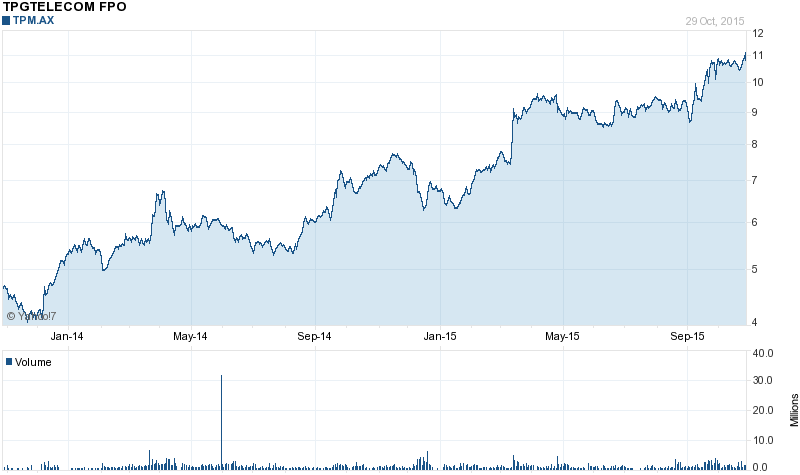 TPGTELECOM FPO
TPM.AX
29 Oct, 2015
12
11
10
9
8
7
6
5
4
© Yahoo!7
Jan-14 May-14 Sep-14 Jan-15 May-15 Sep-15
Volume
40.0
30.0
20.0
10.0
0.0
Millions